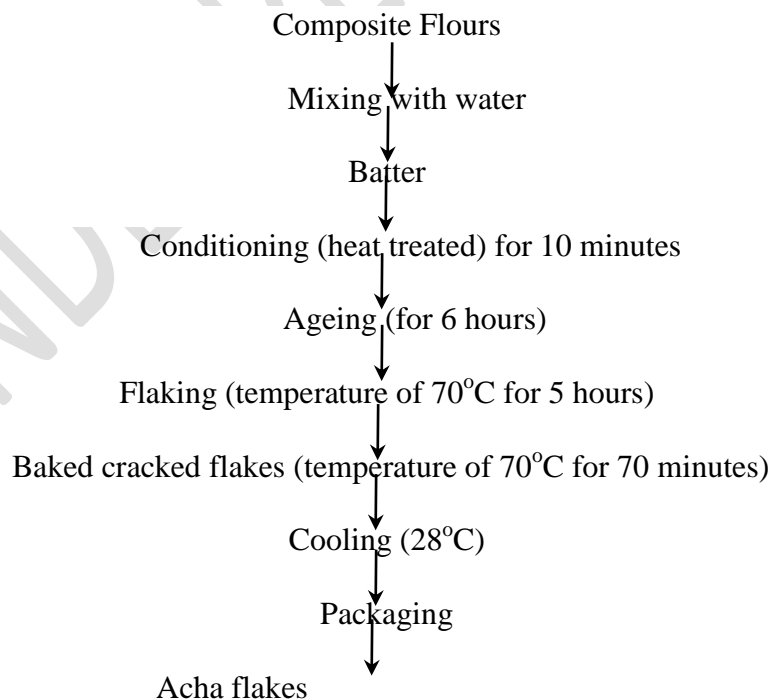 Composite Flours
Mixing with water
Batter
Conditioning (heat treated) for 10 minutes
Ageing (for 6 hours)
Flaking (temperature of 70°C for 5 hours)
Baked cracked flakes (temperature of 70°C for 70 minutes)
Cooling (28°C)
Packaging
Acha flakes